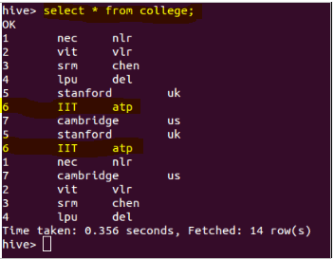 hive> select * from college;
OK
1 nec nlr
2 vit vlr
3 srm chen
4 lpu del
5 stanford uk
6 IIT atp
7 cambridge us
5 stanford uk
6 IIT atp
1 nec nlr
7 cambridge us
2 vit vlr
3 srm chen
4 lpu del
Time taken: 0.356 seconds, Fetched: 14 row(s)
hive>